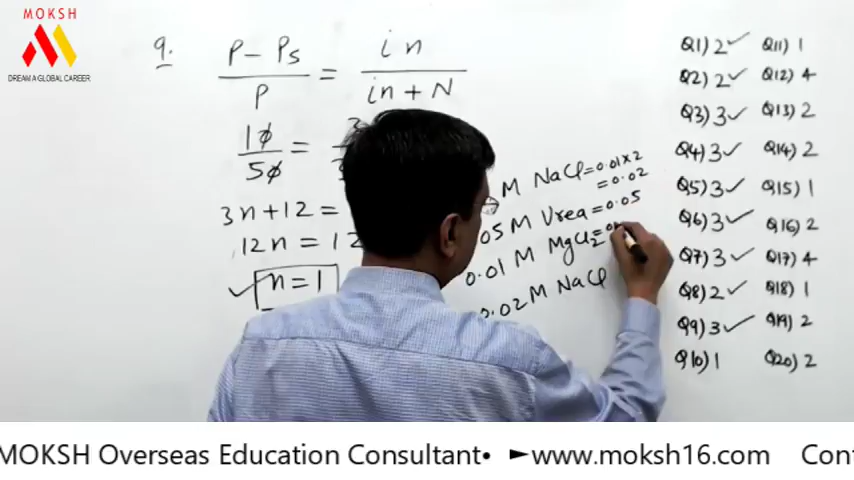 MOKSH
DREAM A GLOBAL CAREER
9.
P - Ps / P = in / in + N
10 / 50 =
3n + 12 =
12n = 12
✓ n = 1
M NaCl = 0.01 × 2
= 0.02
05 M Urea = 0.05
0.01 M MgCl2 =
0.02 M NaCl
Q1) 2 ✓
Q2) 2 ✓
Q3) 3 ✓
Q4) 3 ✓
Q5) 3 ✓
Q6) 3 ✓
Q7) 3 ✓
Q8) 2 ✓
Q9) 3 ✓
Q10) 1
Q11) 1
Q12) 4
Q13) 2
Q14) 2
Q15) 1
Q16) 2
Q17) 4
Q18) 1
Q19) 2
Q20) 2
MOKSH Overseas Education Consultant• ►www.moksh16.com Con